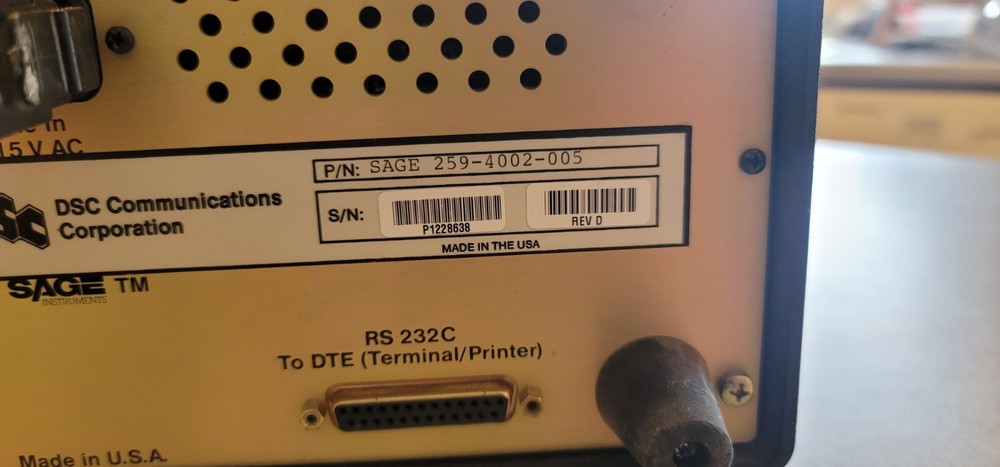 in
15 V AC
P/N: SAGE 259-4002-005
DSC Communications
Corporation
S/N:
P1228638
REV D
MADE IN THE USA
SAGE TM
INSTRUMENTS
RS 232C
To DTE (Terminal/Printer)
Made in U.S.A.